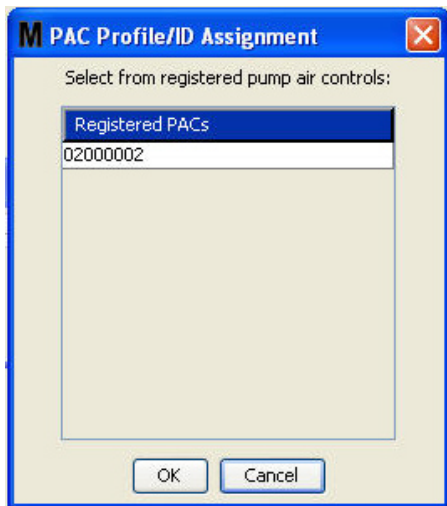 M PAC Profile/ID Assignment
Select from registered pump air controls:
Registered PACs
02000002
OK Cancel